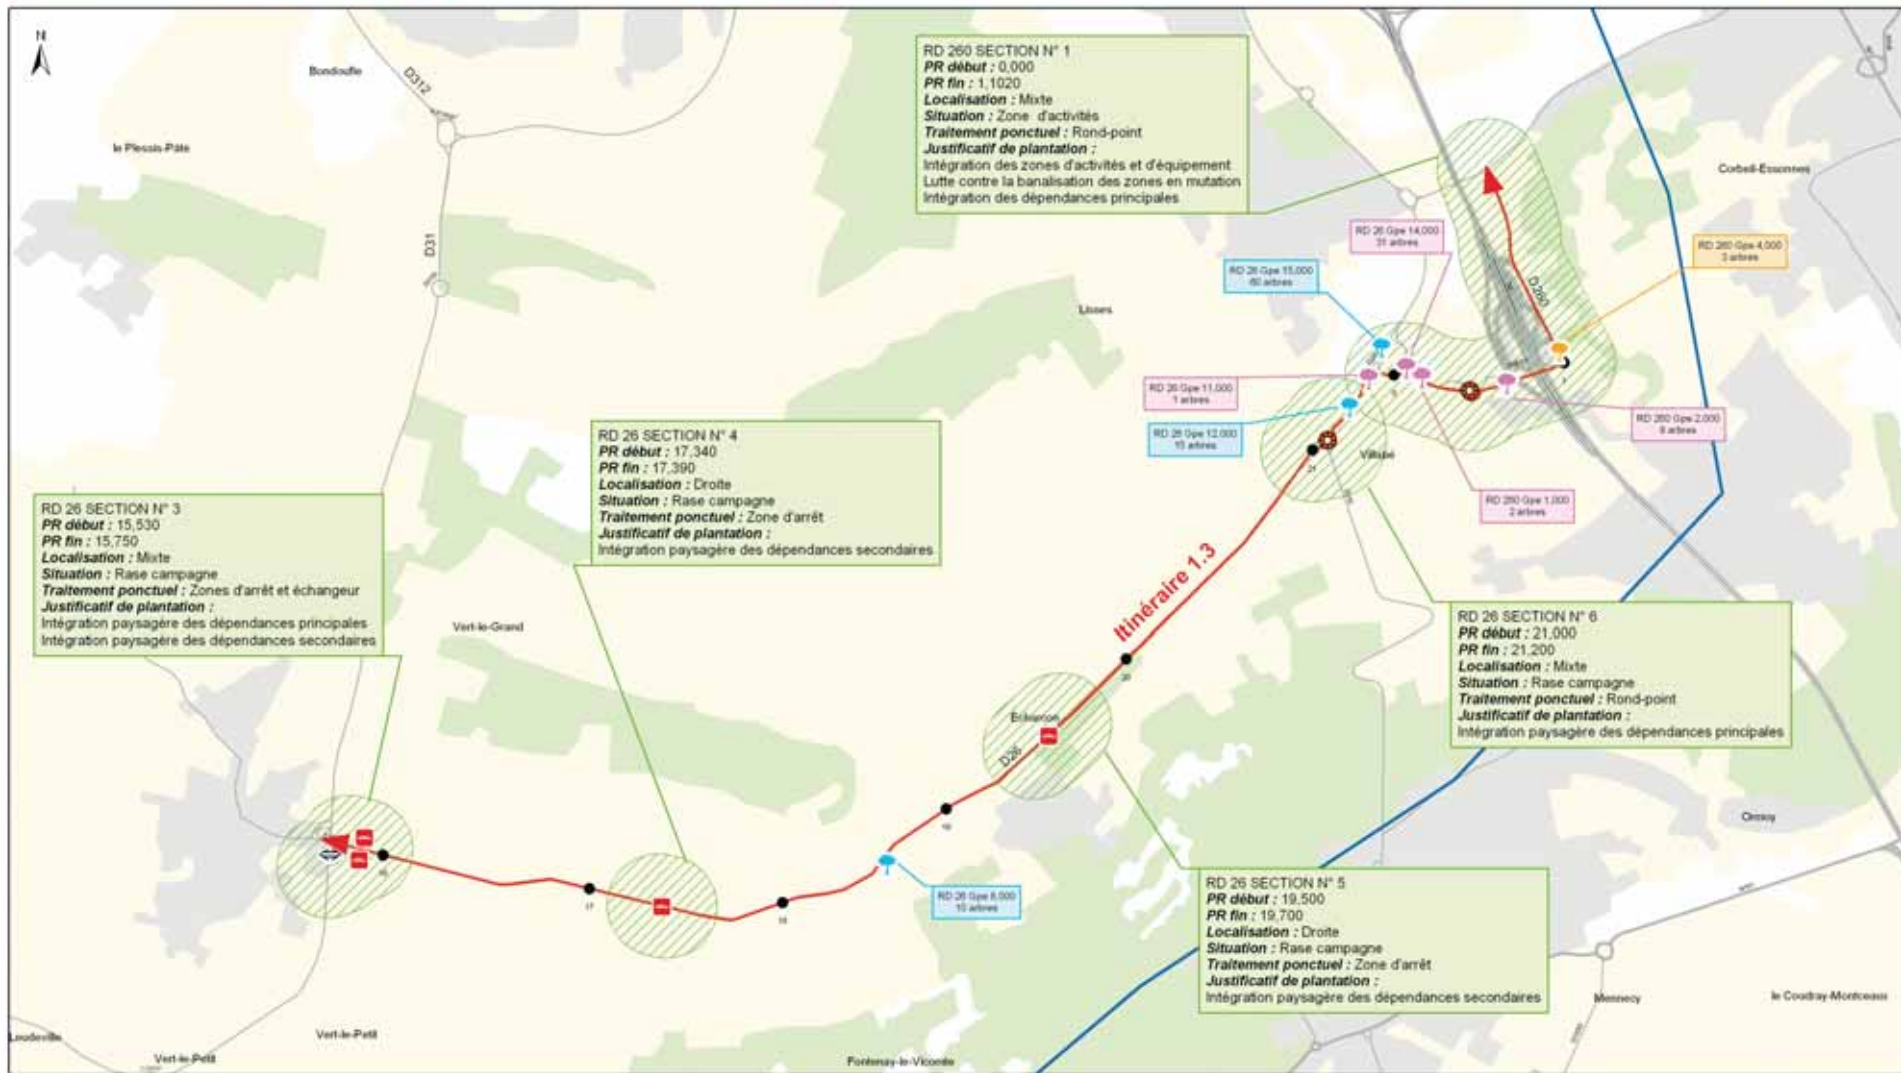 N
Bondoufle
D312
le Plessis-Pâte
D31
RD 260 SECTION N° 1
PR début : 0,000
PR fin : 1,1020
Localisation : Mixte
Situation : Zone d'activités
Traitement ponctuel : Rond-point
Justificatif de plantation :
Intégration des zones d'activités et d'équipement
Lutte contre la banalisation des zones en mutation
Intégration des dépendances principales
Corbeil-Essonnes
RD 26 Gpe 14,000
31 arbres
RD 260 Gpe 4,000
3 arbres
RD 26 Gpe 15,000
60 arbres
D260
Lisses
RD 26 Gpe 11,000
1 arbres
RD 26 Gpe 12,000
15 arbres
RD 260 Gpe 2,000
8 arbres
Villabé
21
RD 260 Gpe 1,000
2 arbres
RD 26 SECTION N° 4
PR début : 17,340
PR fin : 17,390
Localisation : Droite
Situation : Rase campagne
Traitement ponctuel : Zone d'arrêt
Justificatif de plantation :
Intégration paysagère des dépendances secondaires
RD 26 SECTION N° 3
PR début : 15,530
PR fin : 15,750
Localisation : Mixte
Situation : Rase campagne
Traitement ponctuel : Zones d'arrêt et échangeur
Justificatif de plantation :
Intégration paysagère des dépendances principales
Intégration paysagère des dépendances secondaires
Itinéraire 1.3
Vert-le-Grand
20
RD 26 SECTION N° 6
PR début : 21,000
PR fin : 21,200
Localisation : Mixte
Situation : Rase campagne
Traitement ponctuel : Rond-point
Justificatif de plantation :
Intégration paysagère des dépendances principales
D26
19
Ormoy
16
17
18
RD 26 Gpe 8,000
10 arbres
RD 26 SECTION N° 5
PR début : 19,500
PR fin : 19,700
Localisation : Droite
Situation : Rase campagne
Traitement ponctuel : Zone d'arrêt
Justificatif de plantation :
Intégration paysagère des dépendances secondaires
Mennecy
le Coudray-Montceaux
Leudeville
Vert-le-Petit
Vert-le-Petit
Fontenay-le-Vicomte